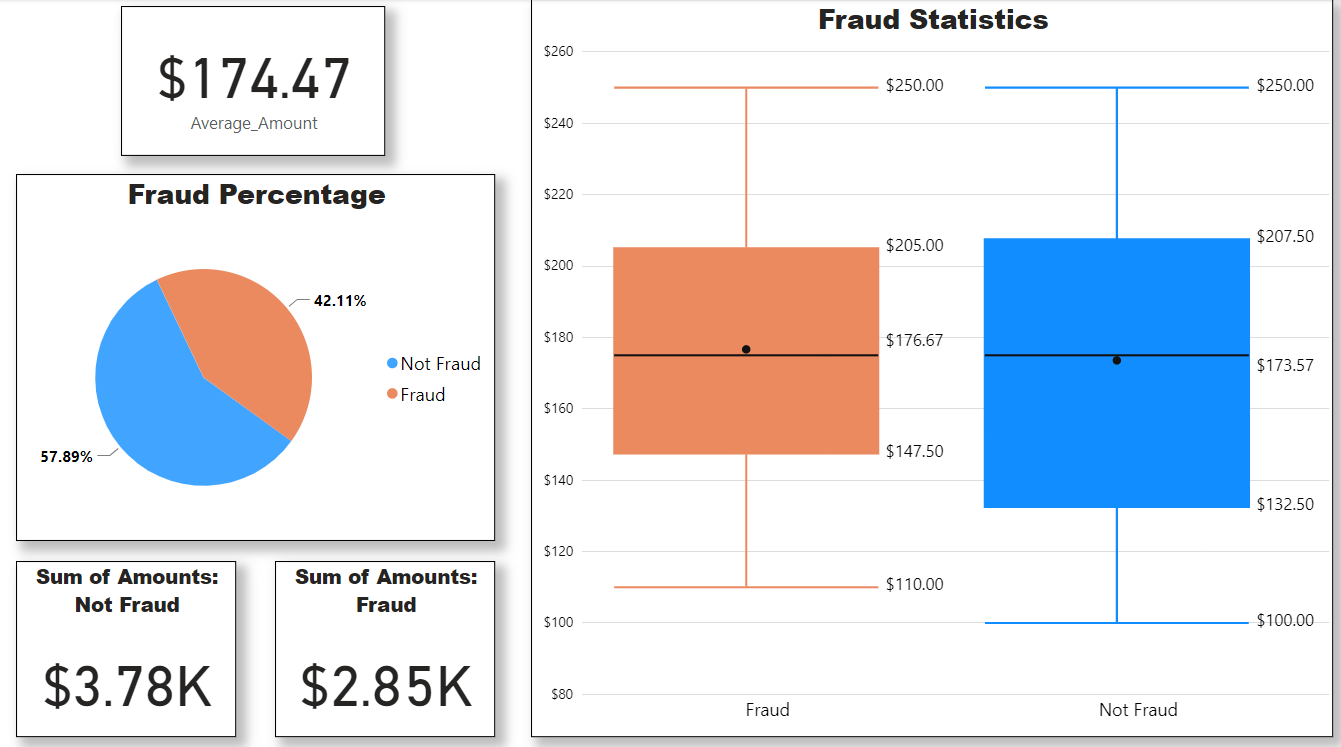 $174.47
Average_Amount
Fraud Percentage
42.11%
57.89%
Not Fraud
Fraud
Sum of Amounts:
Not Fraud
$3.78K
Sum of Amounts:
Fraud
$2.85K
Fraud Statistics
$260
$240
$220
$200
$180
$160
$140
$120
$100
$80
$250.00
$205.00
$176.67
$147.50
$110.00
$250.00
$207.50
$173.57
$132.50
$100.00
Fraud
Not Fraud